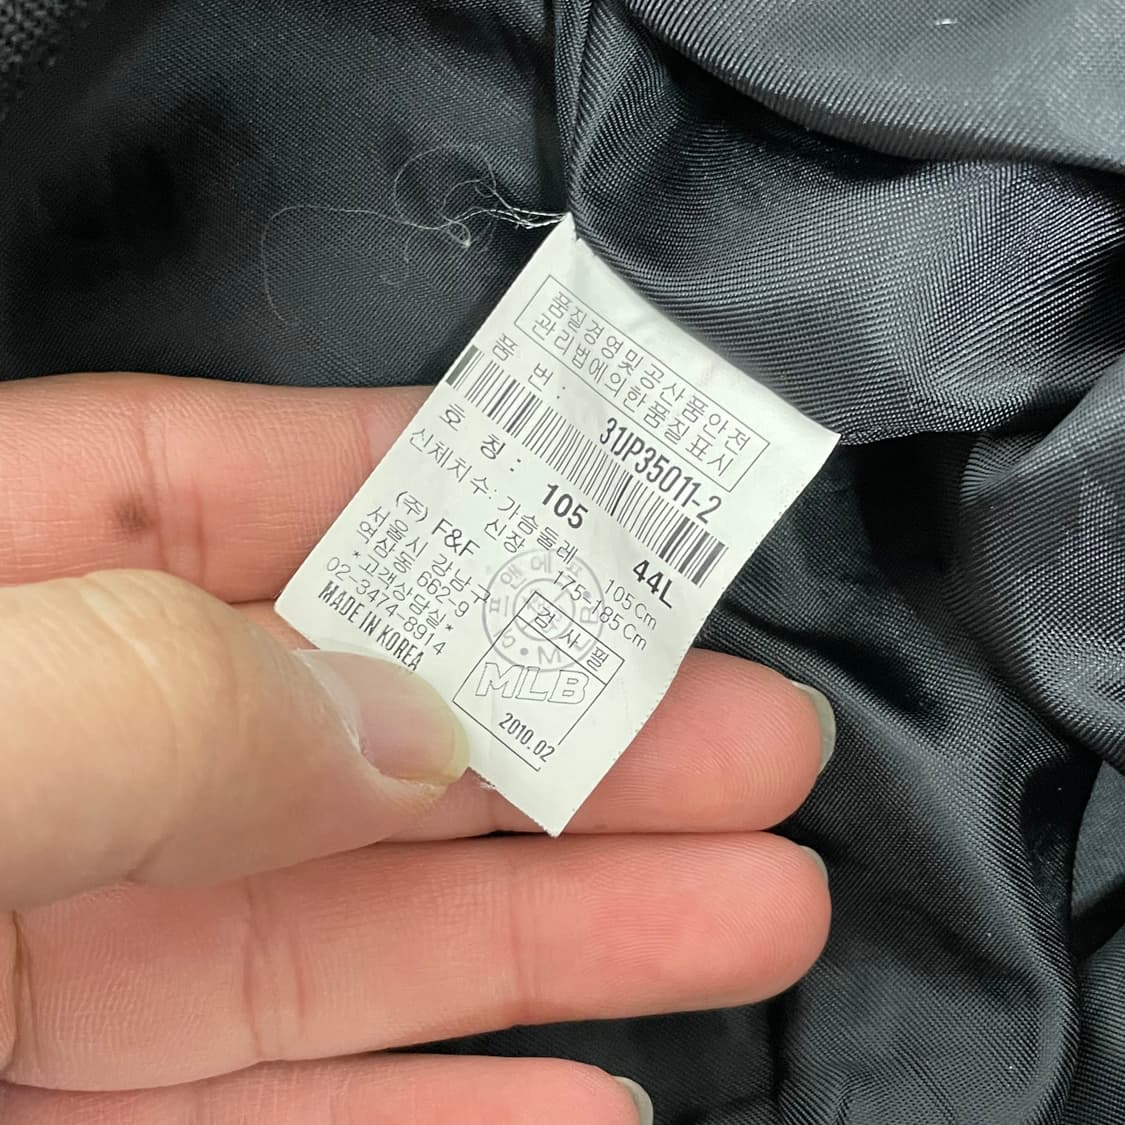 품질경영및공산품안전
관리법에의한품질표시
품 번 : 31JP35011-2
호 칭 : 105 44L
신체치수: 가슴둘레 105Cm
신장 175-185Cm
(주) F&F
서울시 강남구
역삼동 662-9
*고객상담실*
02-3474-8914
MADE IN KOREA
검사필
MLB
2010.02